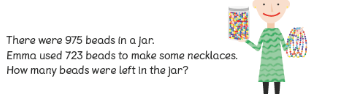 There were 975 beads in a jar.
Emma used 723 beads to make some necklaces.
How many beads were left in the jar?